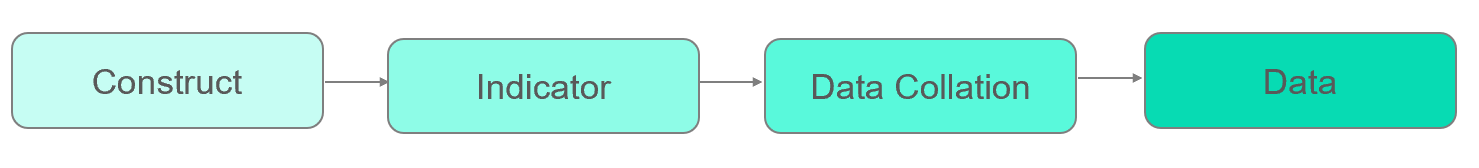 Construct
Indicator
Data Collation
Data